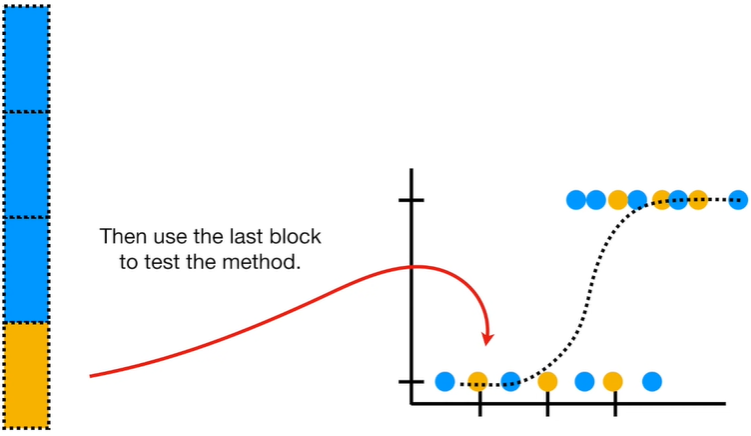 Then use the last block
to test the method.